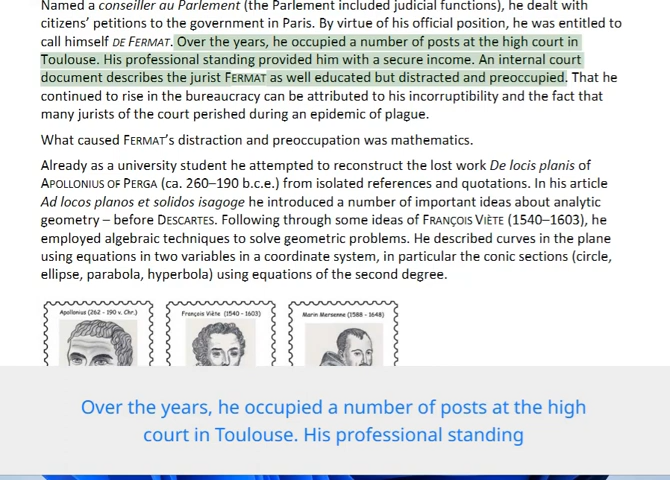 Named a conseiller au Parlement (the Parlement included judicial functions), he dealt with
citizens' petitions to the government in Paris. By virtue of his official position, he was entitled to
call himself DE FERMAT. Over the years, he occupied a number of posts at the high court in
Toulouse. His professional standing provided him with a secure income. An internal court
document describes the jurist FERMAT as well educated but distracted and preoccupied. That he
continued to rise in the bureaucracy can be attributed to his incorruptibility and the fact that
many jurists of the court perished during an epidemic of plague.
What caused FERMAT's distraction and preoccupation was mathematics.
Already as a university student he attempted to reconstruct the lost work De locis planis of
APOLLONIUS OF PERGA (ca. 260–190 b.c.e.) from isolated references and quotations. In his article
Ad locos planos et solidos isagoge he introduced a number of important ideas about analytic
geometry – before DESCARTES. Following through some ideas of FRANÇOIS VIÈTE (1540–1603), he
employed algebraic techniques to solve geometric problems. He described curves in the plane
using equations in two variables in a coordinate system, in particular the conic sections (circle,
ellipse, parabola, hyperbola) using equations of the second degree.
Apollonius (262 - 190 v. Chr.)
François Viète (1540 - 1603)
Marin Mersenne (1588 - 1648)
Over the years, he occupied a number of posts at the high
court in Toulouse. His professional standing